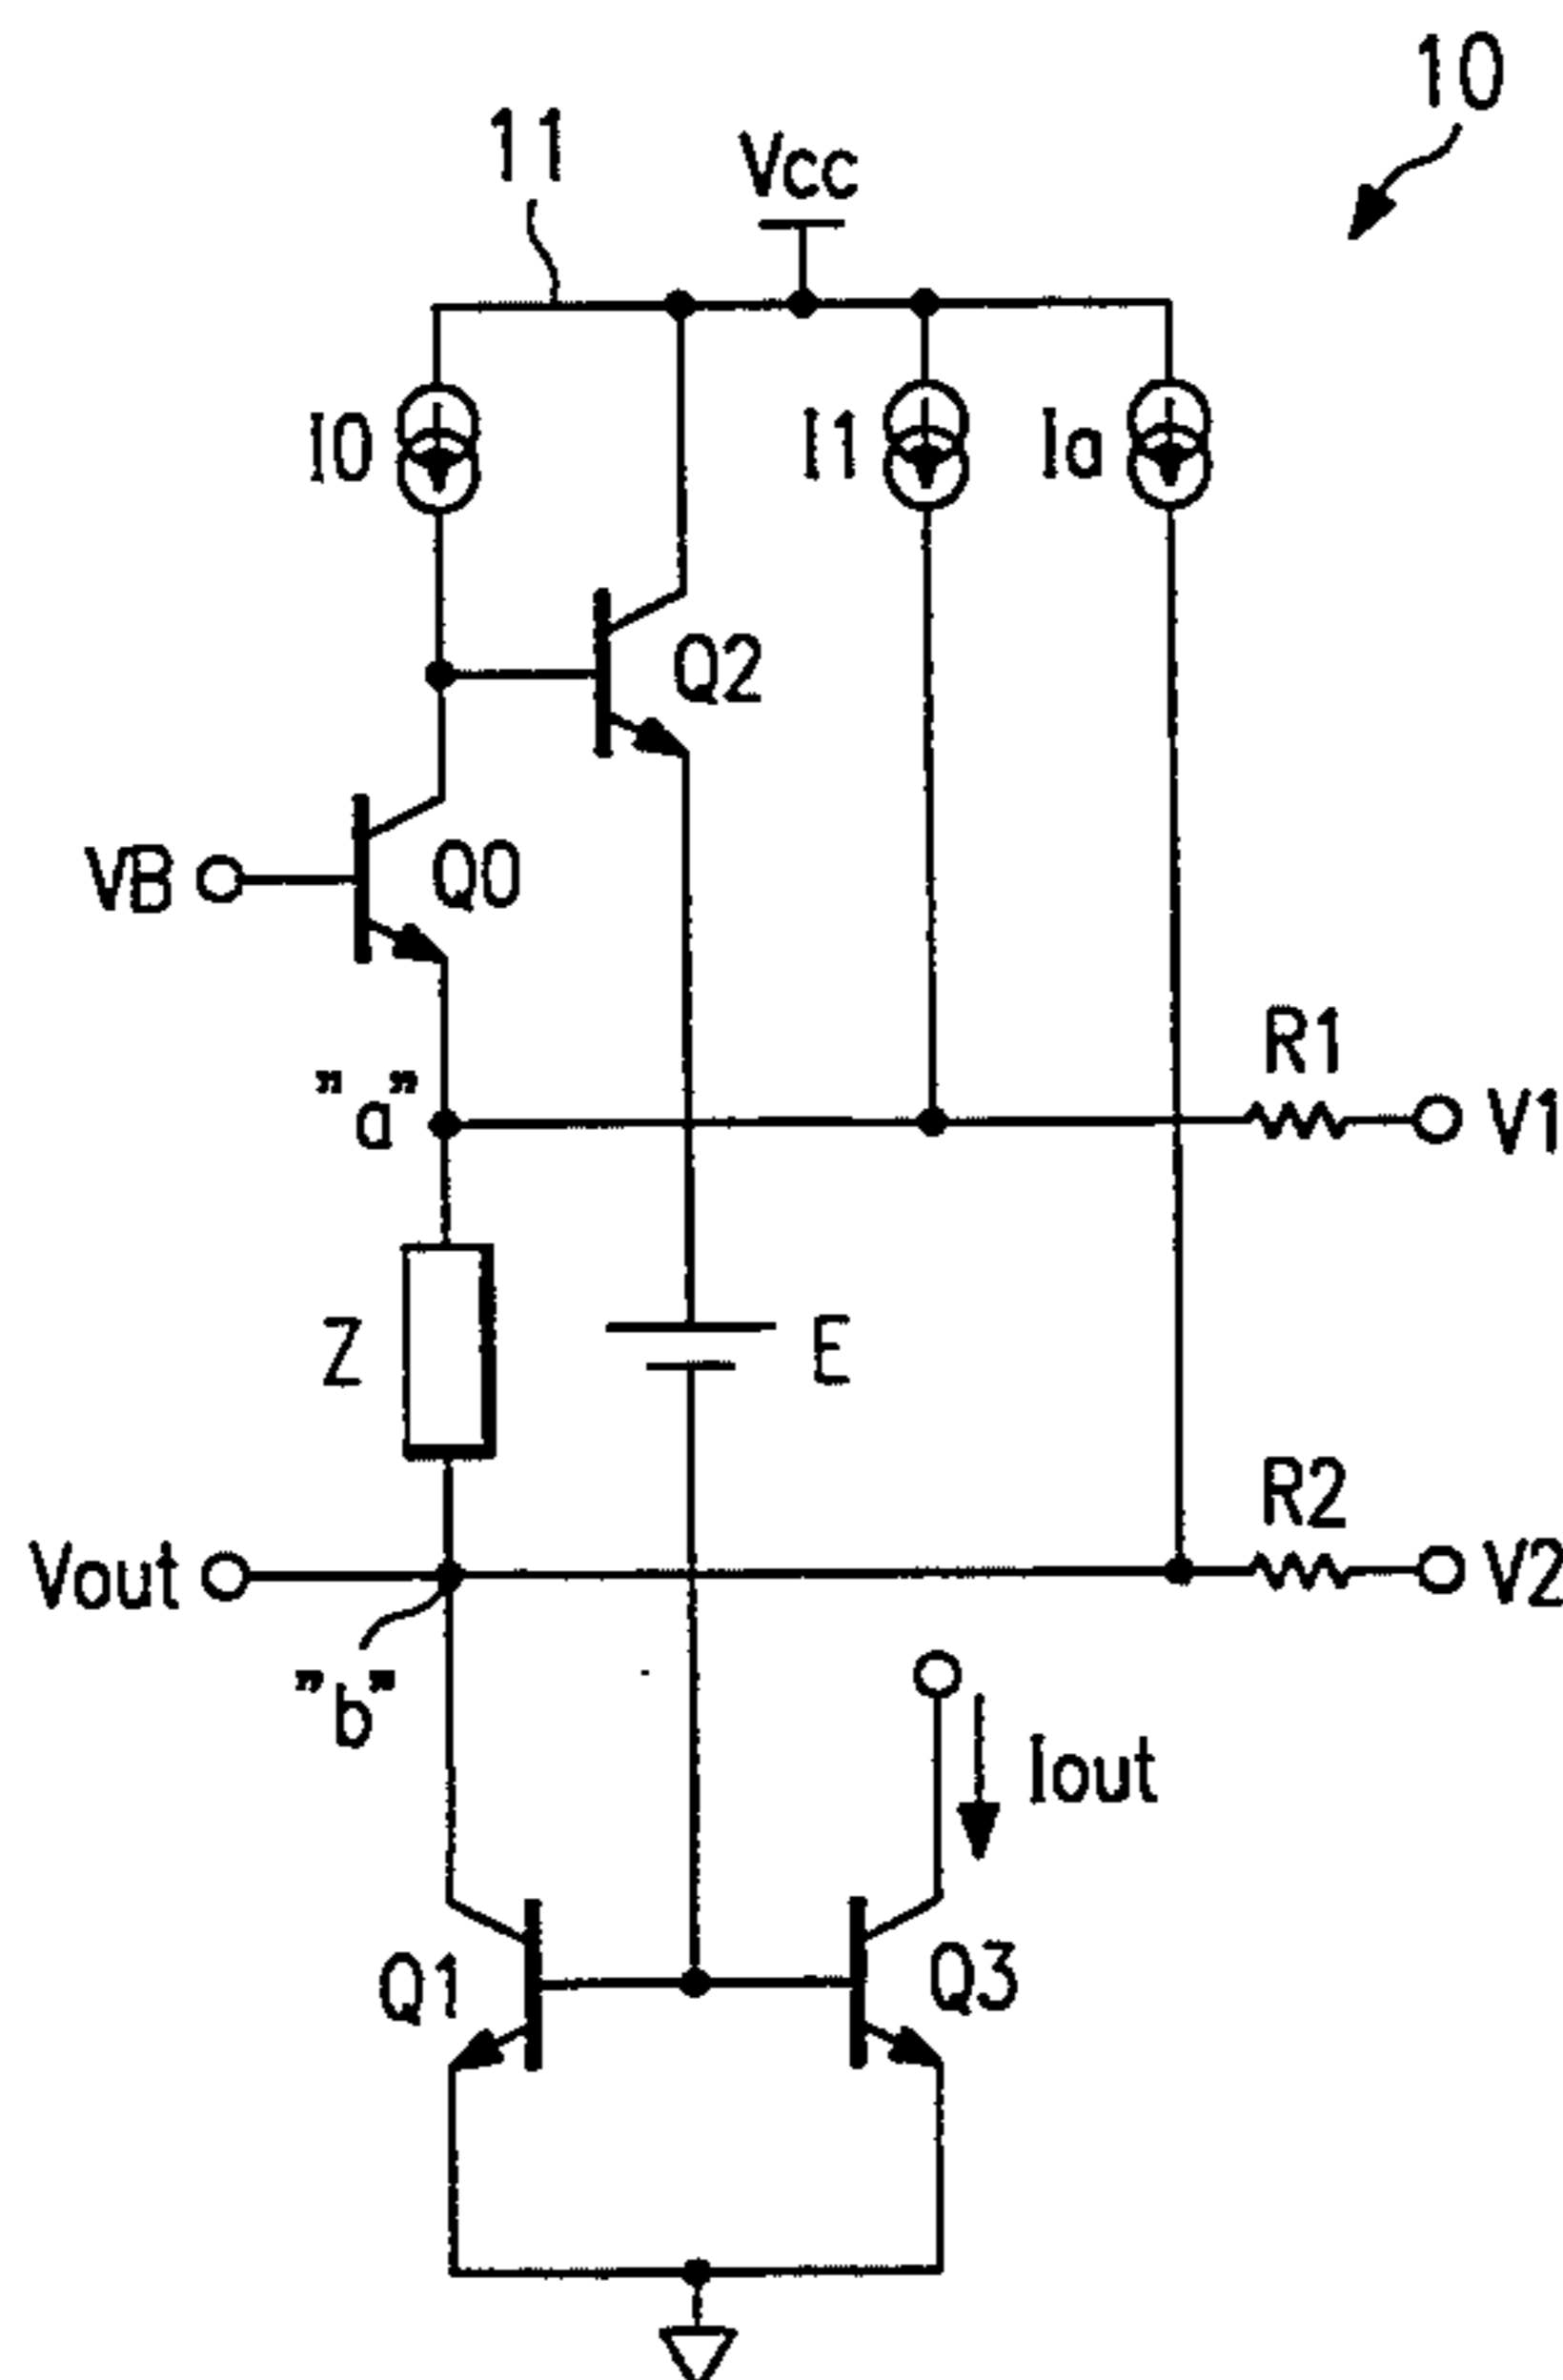 10
11
Vcc
I0
I1
Ia
Q2
VB
Q0
R1
"a"
V1
Z
E
R2
Vout
V2
"b"
Iout
Q1
Q3